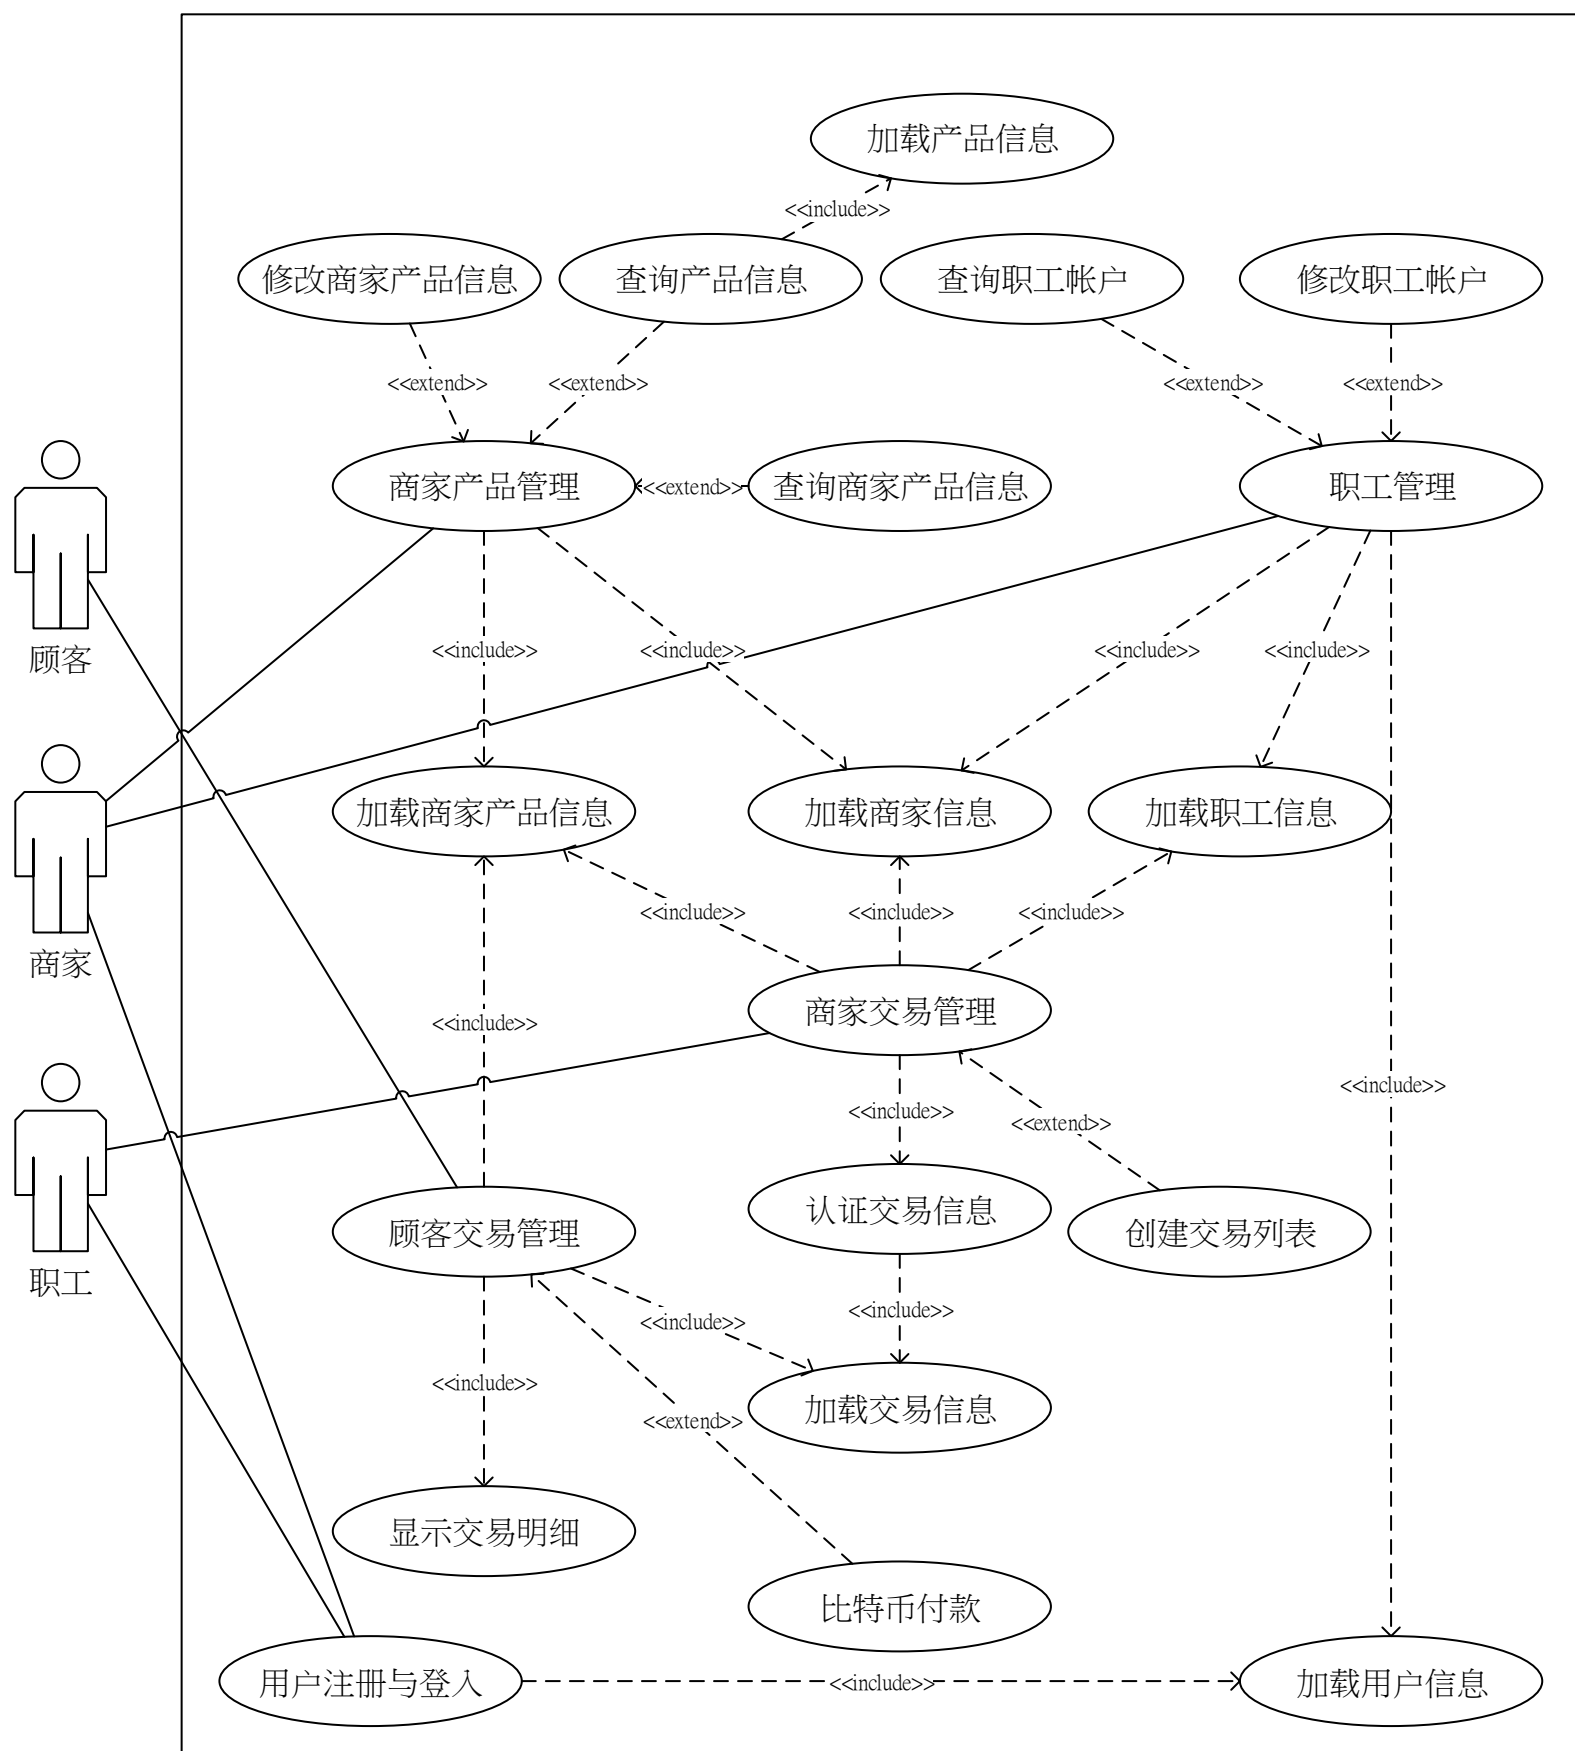 加载产品信息
<<include>>
修改商家产品信息
查询产品信息
查询职工帐户
修改职工帐户
<<extend>>
<<extend>>
<<extend>>
<<extend>>
商家产品管理
<<extend>>
查询商家产品信息
职工管理
顾客
<<include>>
<<include>>
<<include>>
<<include>>
加载商家产品信息
加载商家信息
加载职工信息
商家
<<include>>
<<include>>
<<include>>
商家交易管理
<<include>>
<<include>>
<<include>>
<<extend>>
认证交易信息
顾客交易管理
创建交易列表
职工
<<include>>
<<include>>
<<include>>
加载交易信息
<<extend>>
显示交易明细
比特币付款
用户注册与登入
<<include>>
加载用户信息